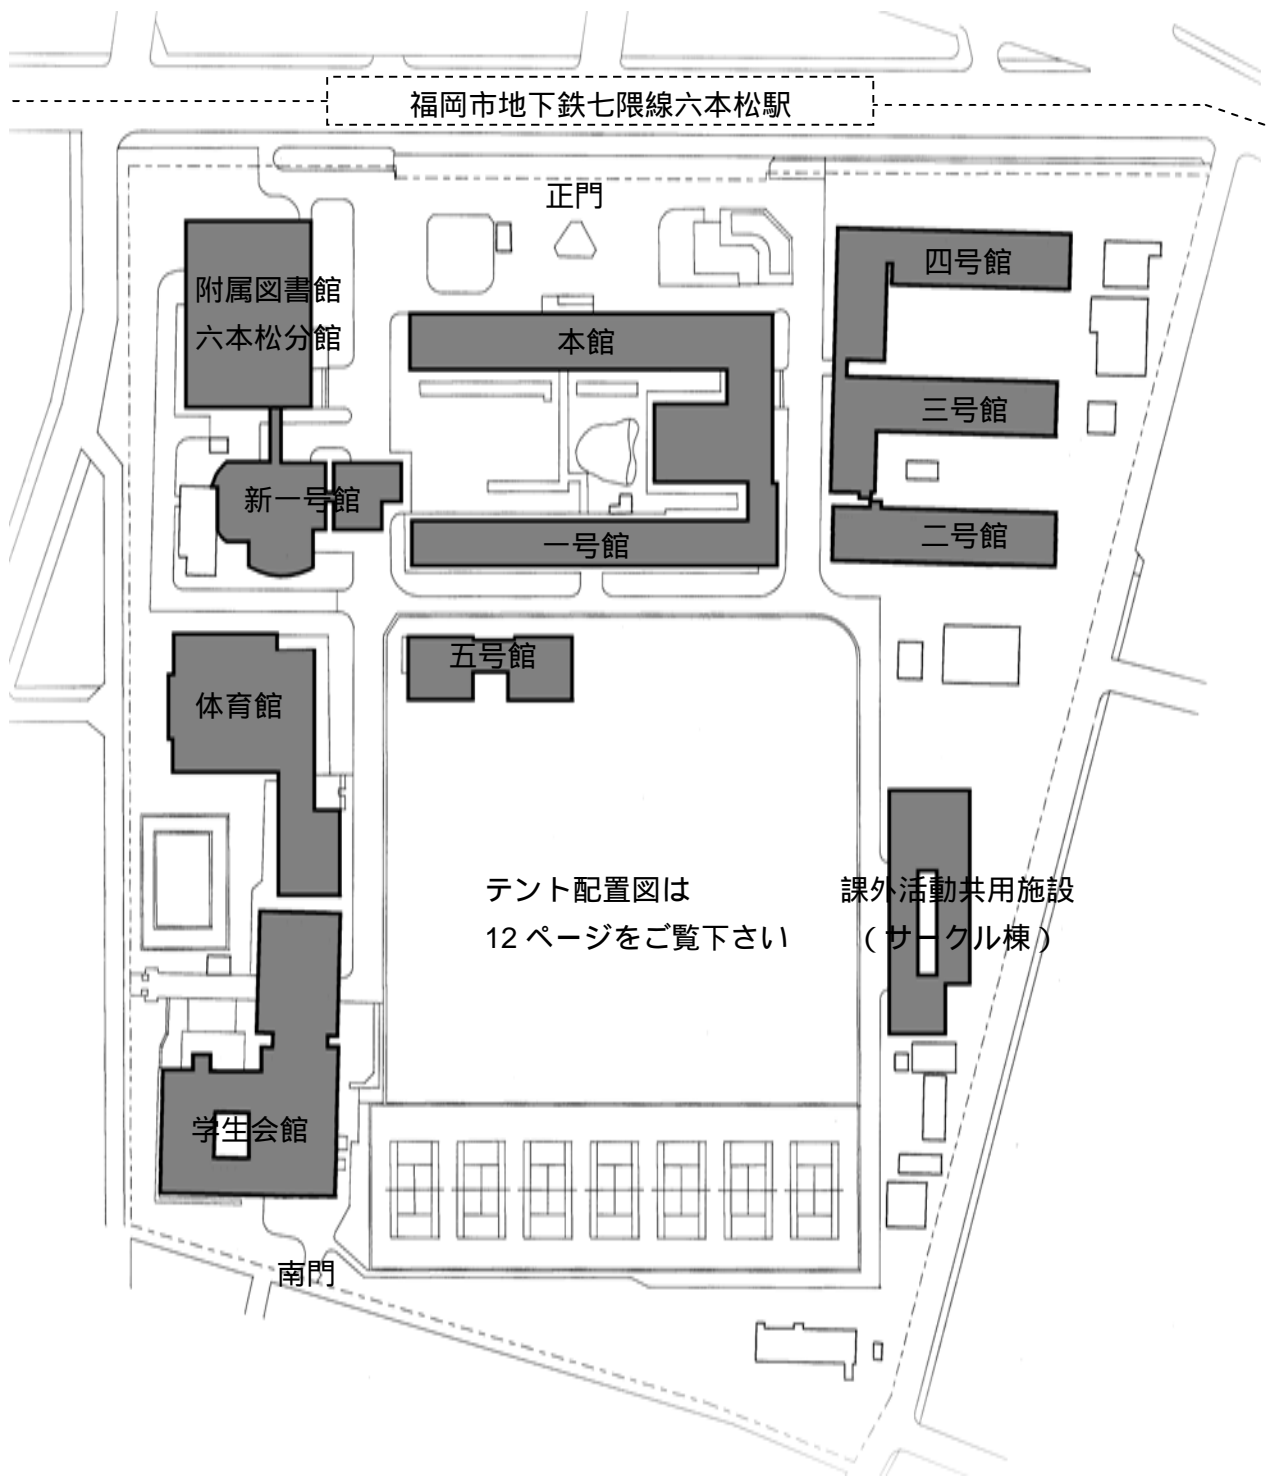 福岡市地下鉄七隈線六本松駅
正門
四号館
附属図書館
六本松分館
本館
三号館
新一号館
一号館
二号館
五号館
体育館
テント配置図は
12 ページをご覧下さい
課外活動共用施設
（サークル棟）
学生会館
南門